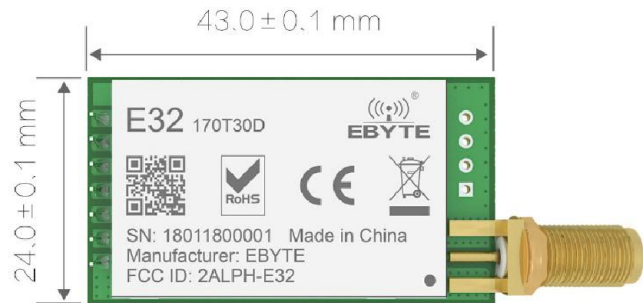 43.0±0.1 mm
24.0±0.1 mm
E32 170T30D
EBYTE®
RoHS
CE
SN: 18011800001 Made in China
Manufacturer: EBYTE
FCC ID: 2ALPH-E32